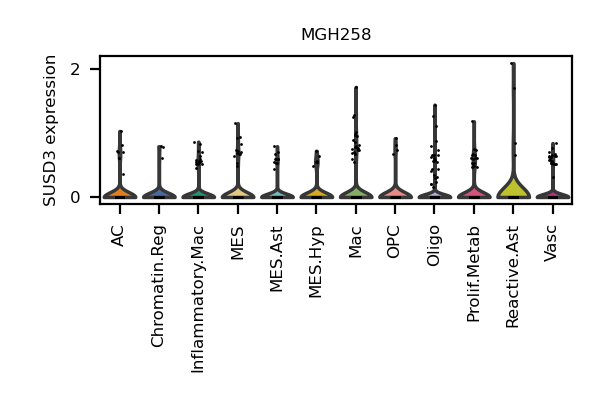 MGH258
SUSD3 expression
2
0
AC
Chromatin.Reg
Inflammatory.Mac
MES
MES.Ast
MES.Hyp
Mac
OPC
Oligo
Prolif.Metab
Reactive.Ast
Vasc